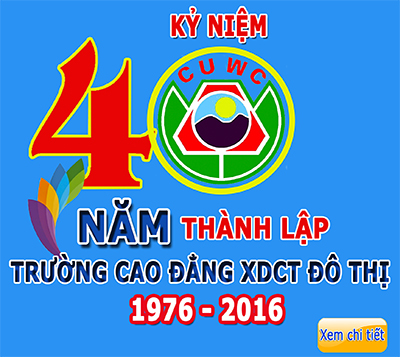 KỶ NIỆM
40
CUWC
NĂM THÀNH LẬP
TRƯỜNG CAO ĐẲNG XDCT ĐÔ THỊ
1976 - 2016
Xem chi tiết